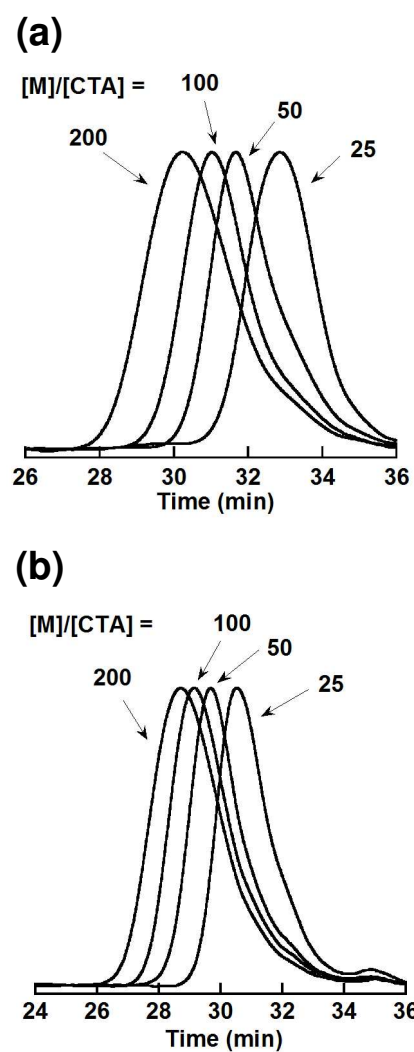 (a)
[M]/[CTA] =
100
50
200
25
26 28 30 32 34 36
Time (min)
(b)
[M]/[CTA] =
100
50
200
25
24 26 28 30 32 34 36
Time (min)